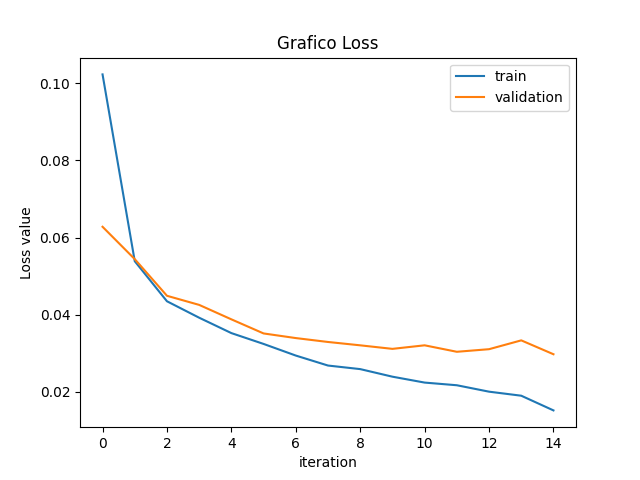 Grafico Loss
train
validation
Loss value
0.10
0.08
0.06
0.04
0.02
0 2 4 6 8 10 12 14
iteration